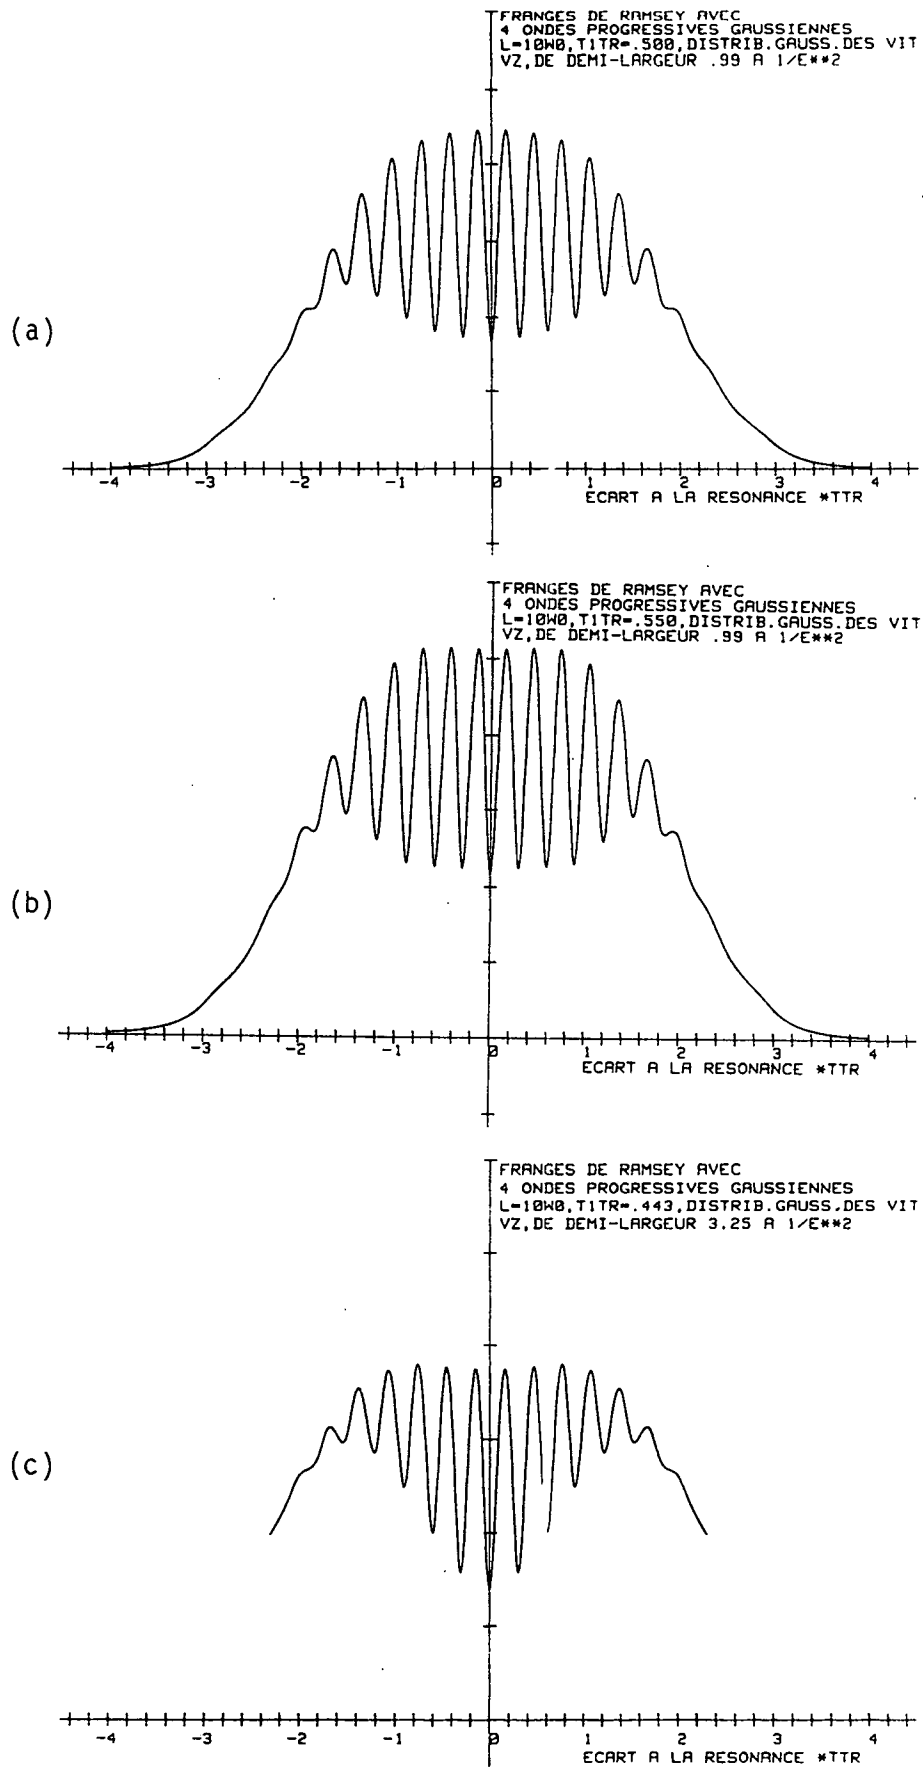 FRANGES DE RAMSEY AVEC
4 ONDES PROGRESSIVES GAUSSIENNES
L=10W0,T1TR=.500,DISTRIB.GAUSS.DES VIT
VZ,DE DEMI-LARGEUR .99 A 1/E**2
(a)
-4 -3 -2 -1 0 1 2 3 4
ECART A LA RESONANCE *TTR
FRANGES DE RAMSEY AVEC
4 ONDES PROGRESSIVES GAUSSIENNES
L=10W0,T1TR=.550,DISTRIB.GAUSS.DES VIT
VZ,DE DEMI-LARGEUR .99 A 1/E**2
(b)
-4 -3 -2 -1 0 1 2 3 4
ECART A LA RESONANCE *TTR
FRANGES DE RAMSEY AVEC
4 ONDES PROGRESSIVES GAUSSIENNES
L=10W0,T1TR=.443,DISTRIB.GAUSS.DES VIT
VZ,DE DEMI-LARGEUR 3.25 A 1/E**2
(c)
-4 -3 -2 -1 0 1 2 3 4
ECART A LA RESONANCE *TTR